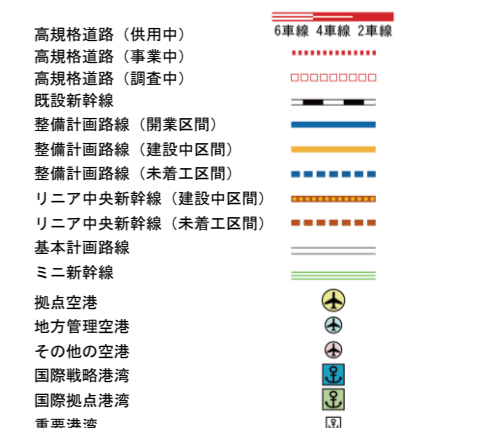 高規格道路（供用中）
6車線 4車線 2車線
高規格道路（事業中）
高規格道路（調査中）
既設新幹線
整備計画路線（開業区間）
整備計画路線（建設中区間）
整備計画路線（未着工区間）
リニア中央新幹線（建設中区間）
リニア中央新幹線（未着工区間）
基本計画路線
ミニ新幹線
拠点空港
地方管理空港
その他の空港
国際戦略港湾
国際拠点港湾
重要港湾